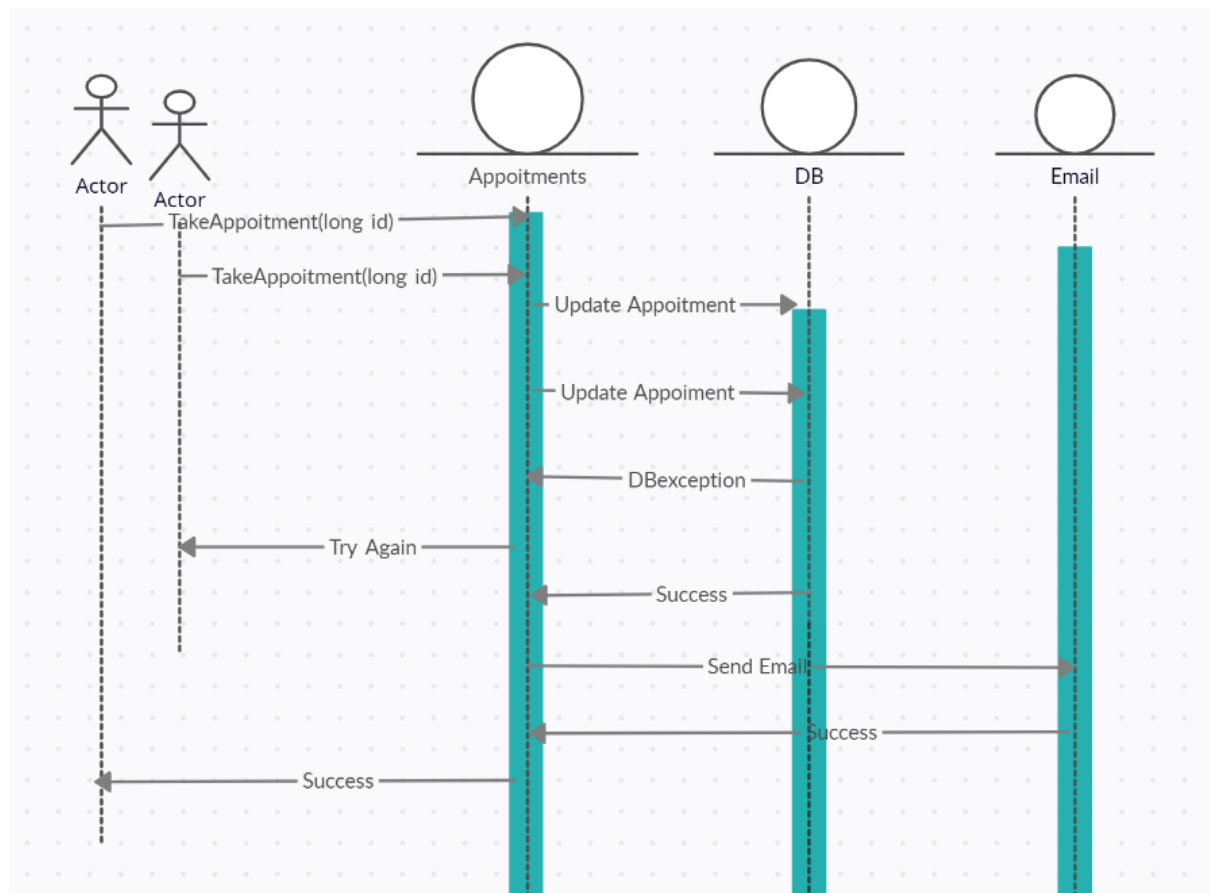 Appoitments
DB
Email
Actor
Actor
TakeAppoitment(long id)
TakeAppoitment(long id)
Update Appoitment
Update Appoiment
DBexception
Try Again
Success
Send Email
Success
Success